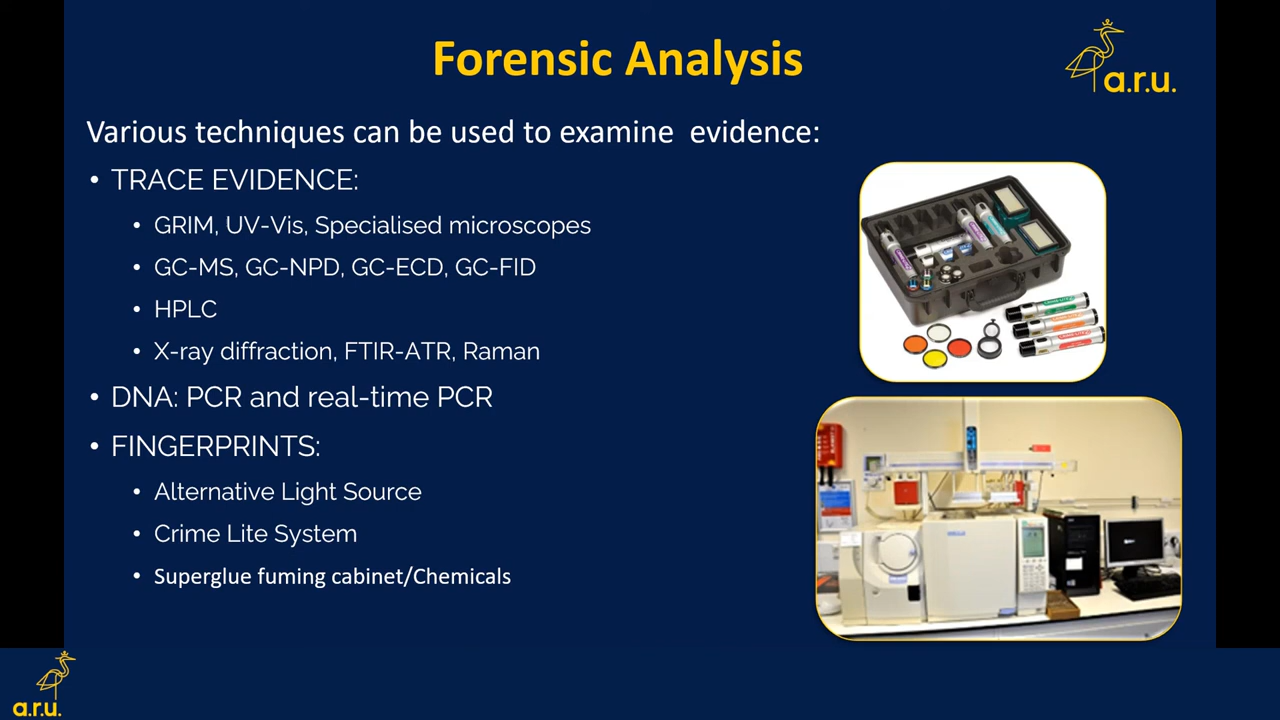 Forensic Analysis
a.r.u.
Various techniques can be used to examine evidence:
• TRACE EVIDENCE:
• GRIM, UV-Vis, Specialised microscopes
• GC-MS, GC-NPD, GC-ECD, GC-FID
• HPLC
• X-ray diffraction, FTIR-ATR, Raman
• DNA: PCR and real-time PCR
• FINGERPRINTS:
• Alternative Light Source
• Crime Lite System
• Superglue fuming cabinet/Chemicals
a.r.u.